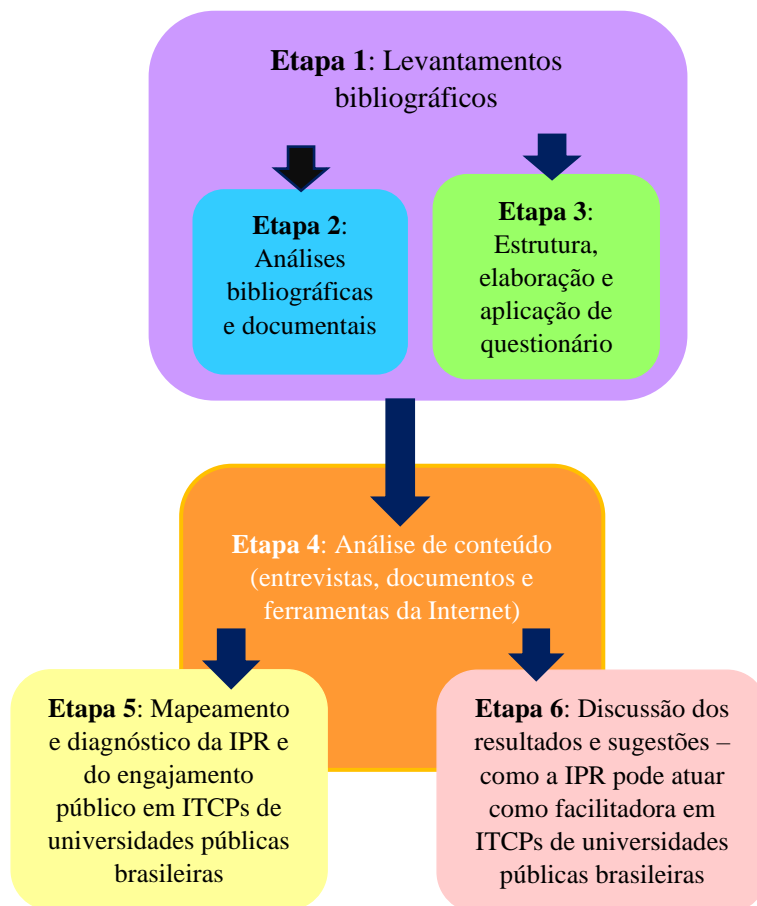 Etapa 1: Levantamentos
bibliográficos
Etapa 2:
Análises
bibliográficas
e documentais
Etapa 3:
Estrutura,
elaboração e
aplicação de
questionário
Etapa 4: Análise de conteúdo
(entrevistas, documentos e
ferramentas da Internet)
Etapa 5: Mapeamento
e diagnóstico da IPR e
do engajamento
público em ITCPs de
universidades públicas
brasileiras
Etapa 6: Discussão dos
resultados e sugestões –
como a IPR pode atuar
como facilitadora em
ITCPs de universidades
públicas brasileiras